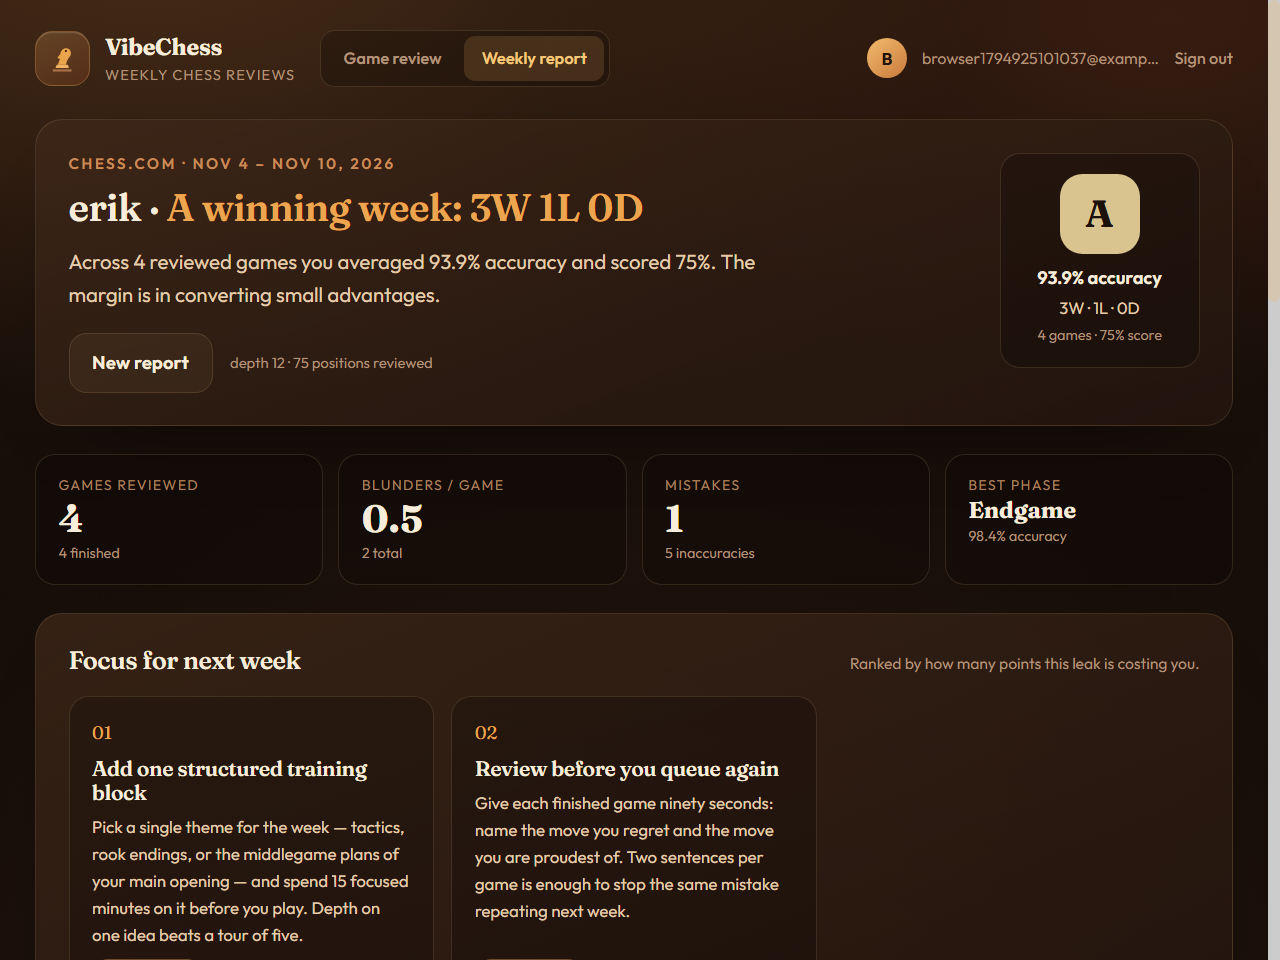 VibeChess
WEEKLY CHESS REVIEWS
Game review
Weekly report
B
browser1794925101037@examp...
Sign out
CHESS.COM · NOV 4 – NOV 10, 2026
erik · A winning week: 3W 1L 0D
Across 4 reviewed games you averaged 93.9% accuracy and scored 75%. The
margin is in converting small advantages.
New report
depth 12 · 75 positions reviewed
A
93.9% accuracy
3W · 1L · 0D
4 games · 75% score
GAMES REVIEWED
4
4 finished
BLUNDERS / GAME
0.5
2 total
MISTAKES
1
5 inaccuracies
BEST PHASE
Endgame
98.4% accuracy
Focus for next week
Ranked by how many points this leak is costing you.
01
Add one structured training
block
Pick a single theme for the week — tactics,
rook endings, or the middlegame plans of
your main opening — and spend 15 focused
minutes on it before you play. Depth on
one idea beats a tour of five.
02
Review before you queue again
Give each finished game ninety seconds:
name the move you regret and the move
you are proudest of. Two sentences per
game is enough to stop the same mistake
repeating next week.